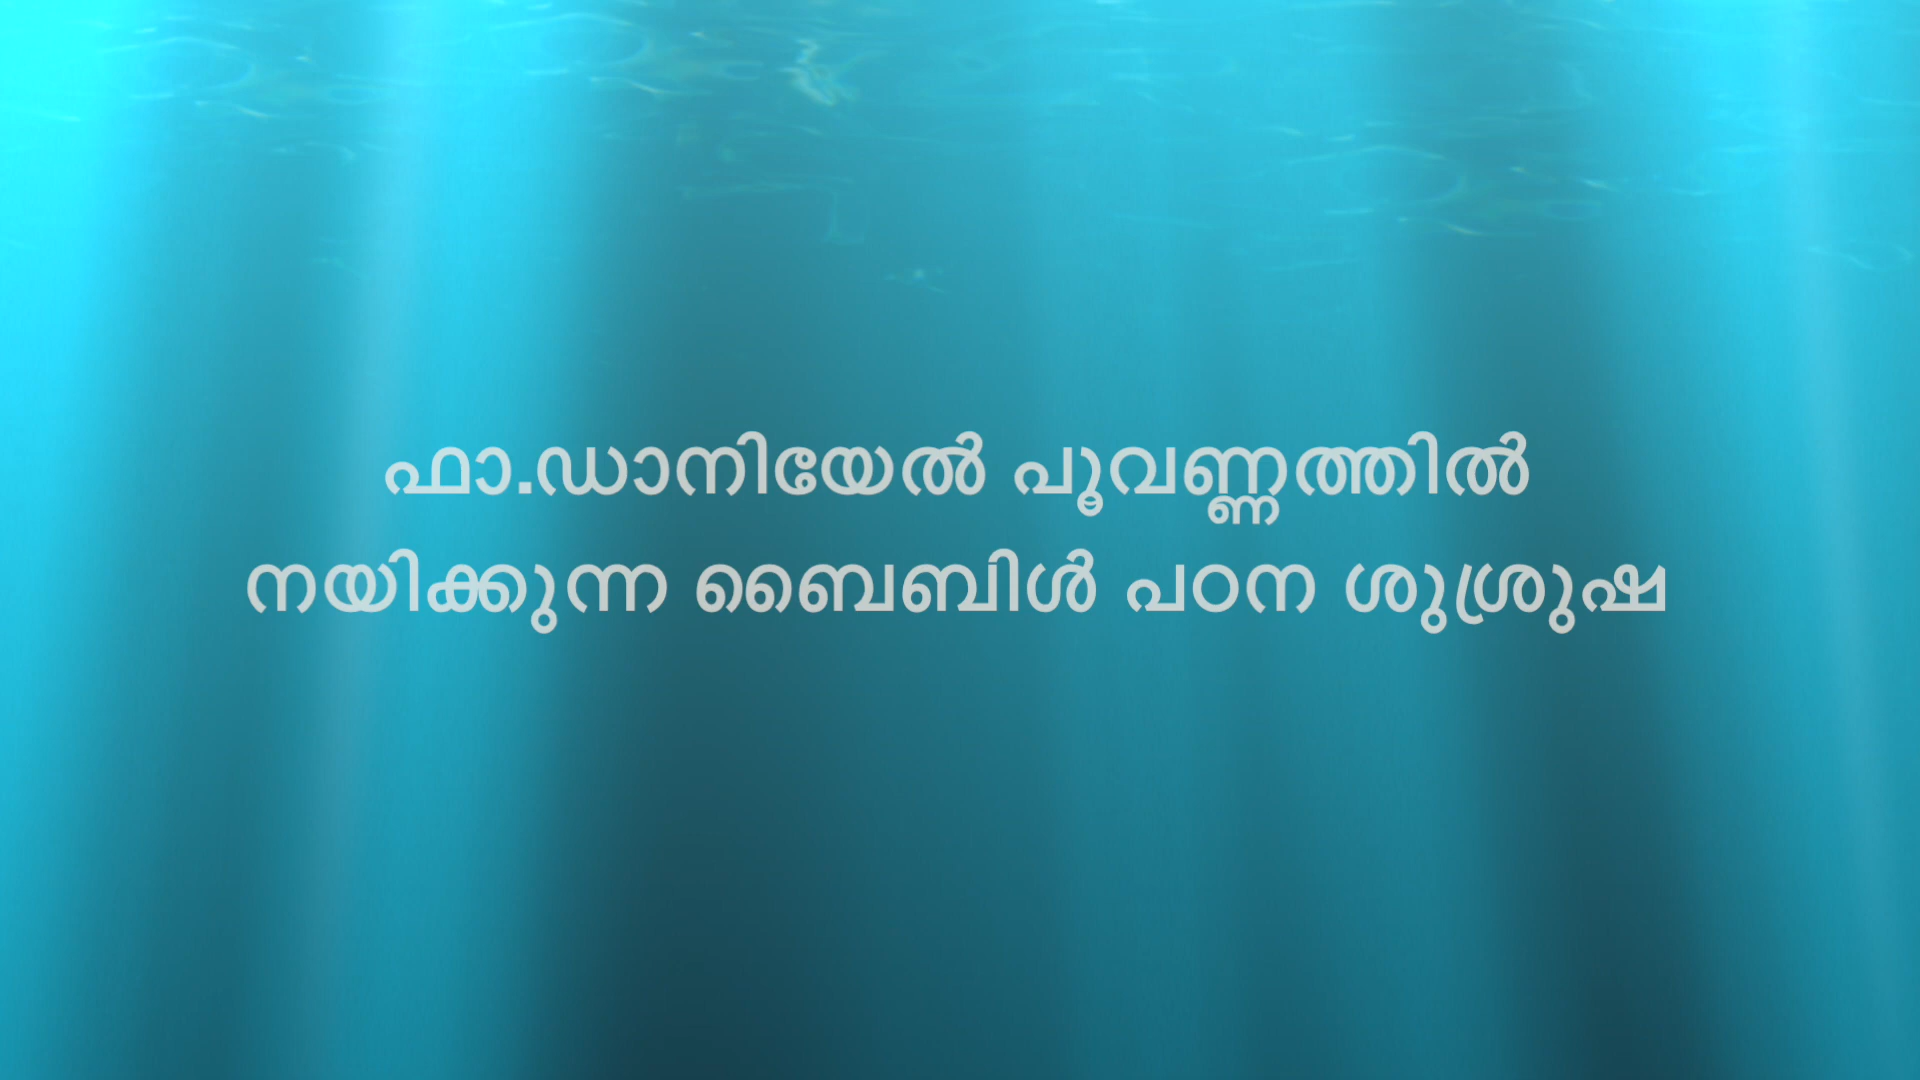 ഫാ.ഡാനിയേൽ പൂവണ്ണത്തിൽ
നയിക്കുന്ന ബൈബിൾ പഠന ശുശ്രുഷ